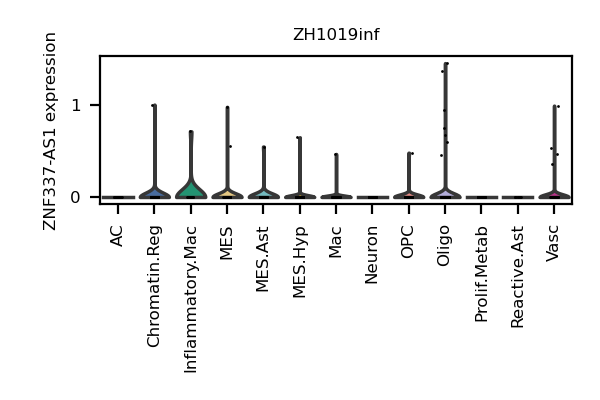 ZH1019inf
ZNF337-AS1 expression
1
0
AC
Chromatin.Reg
Inflammatory.Mac
MES
MES.Ast
MES.Hyp
Mac
Neuron
OPC
Oligo
Prolif.Metab
Reactive.Ast
Vasc